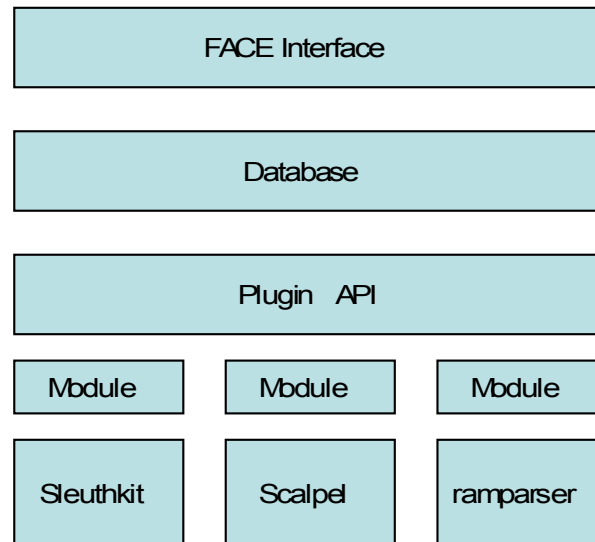 FACE Interface
Database
Plugin API
Module Module Module
Sleuthkit Scalpel ramparser